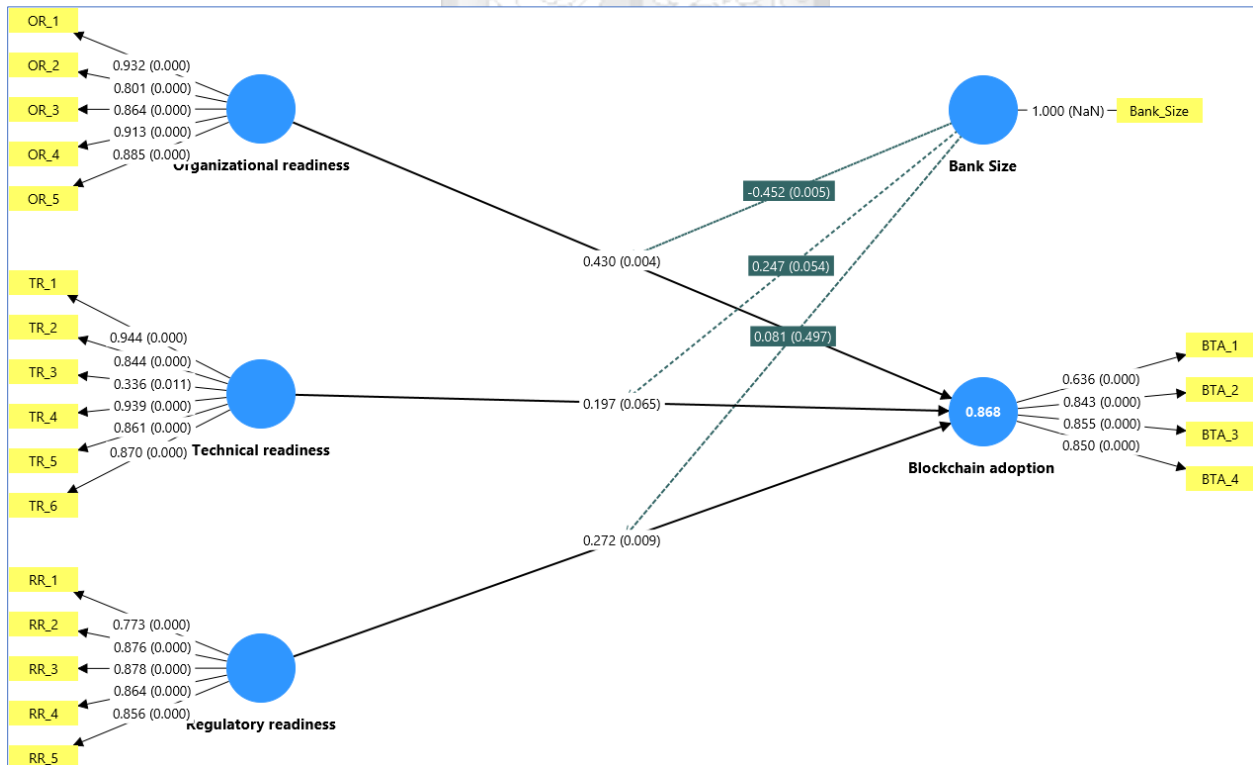 OR_1
OR_2
OR_3
OR_4
OR_5
0.932 (0.000)
0.801 (0.000)
0.864 (0.000)
0.913 (0.000)
0.885 (0.000)
Organizational readiness
1.000 (NaN)
Bank_Size
Bank Size
-0.452 (0.005)
0.430 (0.004)
0.247 (0.054)
0.081 (0.497)
TR_1
TR_2
TR_3
TR_4
TR_5
TR_6
0.944 (0.000)
0.844 (0.000)
0.336 (0.011)
0.939 (0.000)
0.861 (0.000)
0.870 (0.000)
Technical readiness
0.197 (0.065)
0.868
Blockchain adoption
0.636 (0.000)
0.843 (0.000)
0.855 (0.000)
0.850 (0.000)
BTA_1
BTA_2
BTA_3
BTA_4
0.272 (0.009)
RR_1
RR_2
RR_3
RR_4
RR_5
0.773 (0.000)
0.876 (0.000)
0.878 (0.000)
0.864 (0.000)
0.856 (0.000)
Regulatory readiness